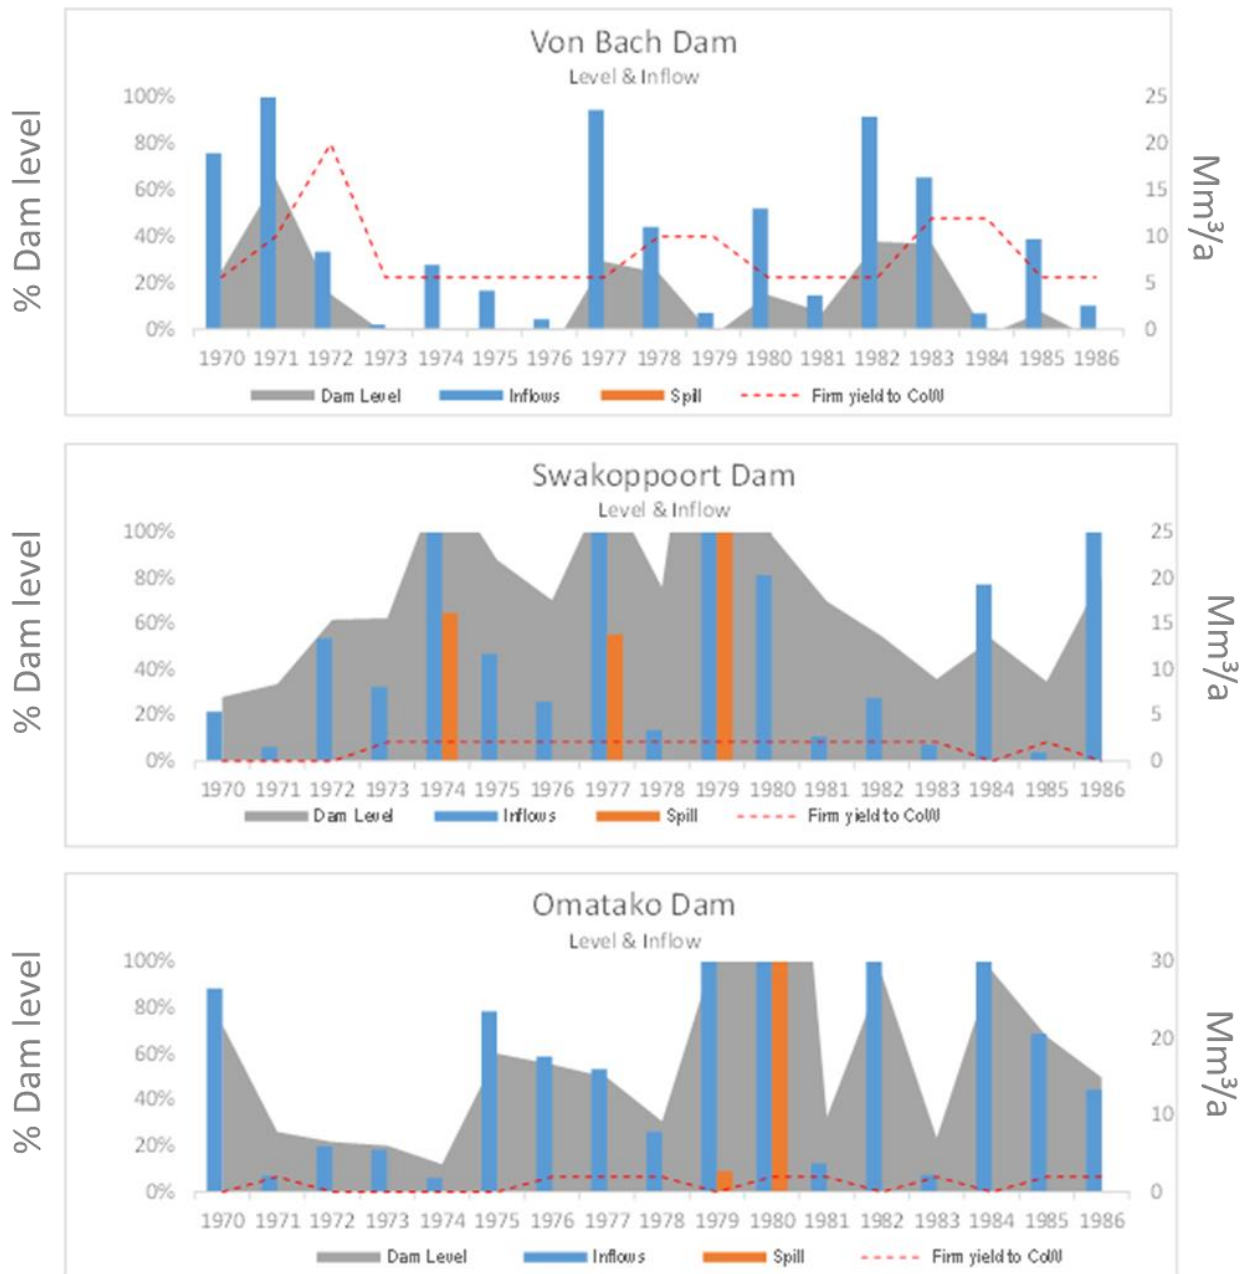 Von Bach Dam
Level & Inflow
% Dam level
100%
80%
60%
40%
20%
0%
25
20
15
10
5
0
Mm³/a
1970 1971 1972 1973 1974 1975 1976 1977 1978 1979 1980 1981 1982 1983 1984 1985 1986
Dam Level Inflows Spill Firm yield to CoW
Swakoppoort Dam
Level & Inflow
% Dam level
100%
80%
60%
40%
20%
0%
25
20
15
10
5
0
Mm³/a
1970 1971 1972 1973 1974 1975 1976 1977 1978 1979 1980 1981 1982 1983 1984 1985 1986
Dam Level Inflows Spill Firm yield to CoW
Omatako Dam
Level & Inflow
% Dam level
100%
80%
60%
40%
20%
0%
30
20
10
0
Mm³/a
1970 1971 1972 1973 1974 1975 1976 1977 1978 1979 1980 1981 1982 1983 1984 1985 1986
Dam Level Inflows Spill Firm yield to CoW